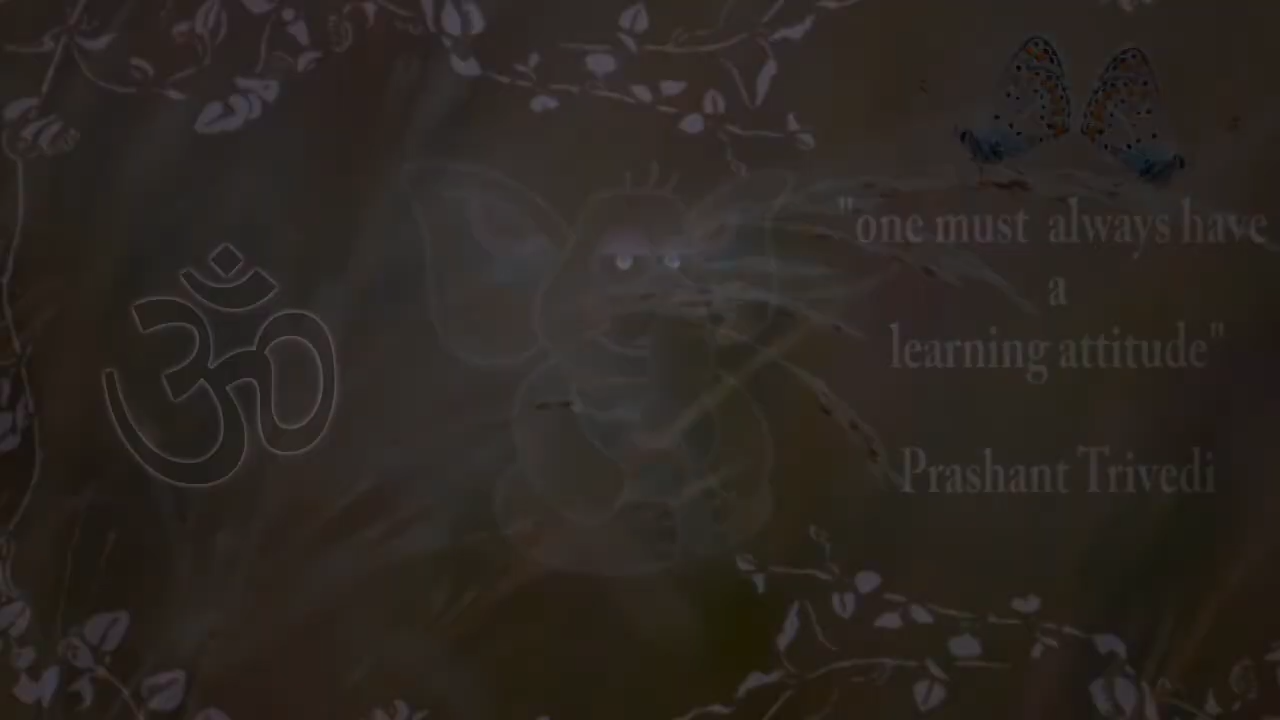 ॐ
"one must always have
a
learning attitude"
Prashant Trivedi